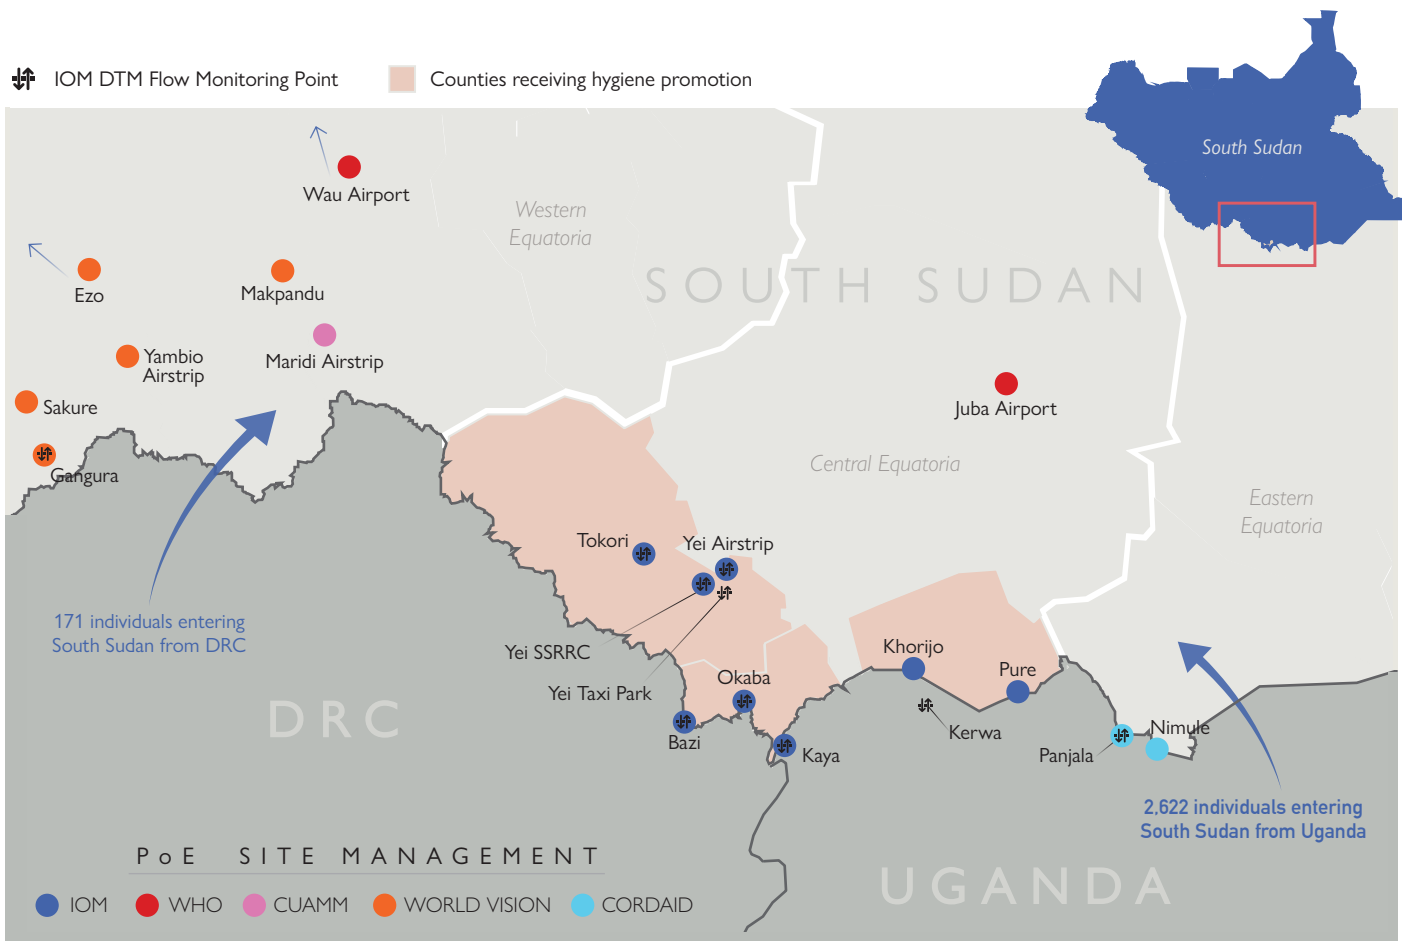 IOM DTM Flow Monitoring Point
Counties receiving hygiene promotion
South Sudan
Wau Airport
Western
Equatoria
SOUTH SUDAN
Ezo
Makpandu
Yambio
Airstrip
Maridi Airstrip
Sakure
Juba Airport
Gangura
Central Equatoria
Eastern
Equatoria
Tokori
Yei Airstrip
171 individuals entering
South Sudan from DRC
Yei SSRRC
Yei Taxi Park
Khorijo
Pure
Okaba
DRC
Bazi
Kaya
Kerwa
Panjala
Nimule
2,622 individuals entering
South Sudan from Uganda
PoE SITE MANAGEMENT
UGANDA
IOM
WHO
CUAMM
WORLD VISION
CORDAID